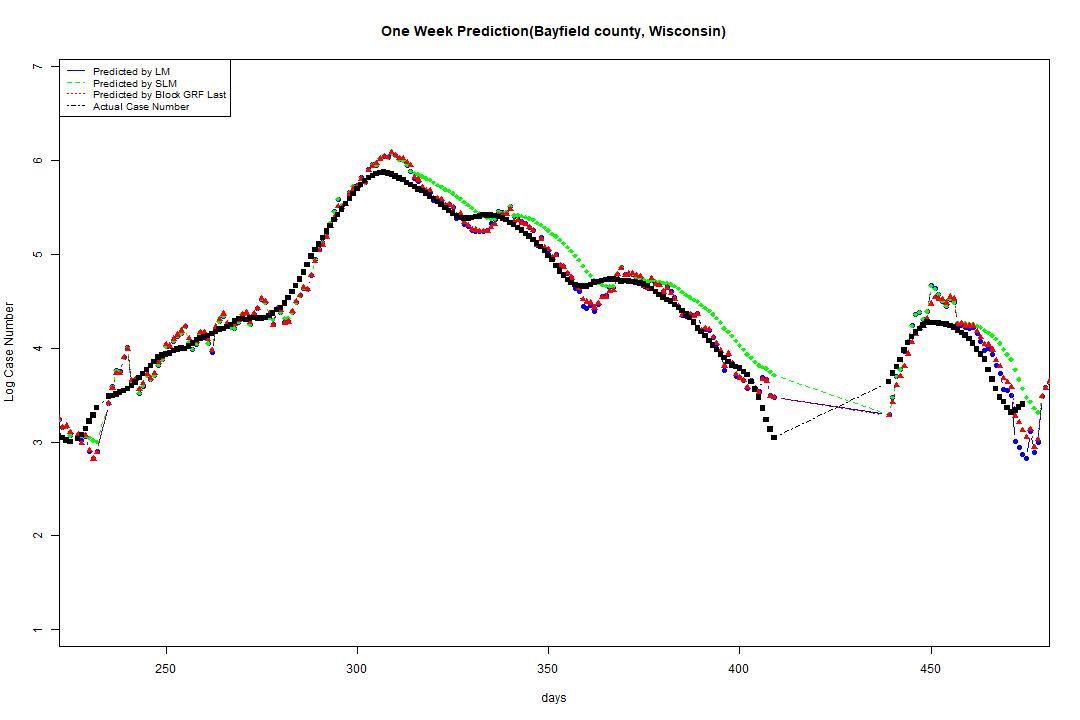 One Week Prediction(Bayfield county, Wisconsin)
Predicted by LM
Predicted by SLM
Predicted by Block GRF Last
Actual Case Number
7
6
5
4
3
2
1
Log Case Number
250 300 350 400 450
days